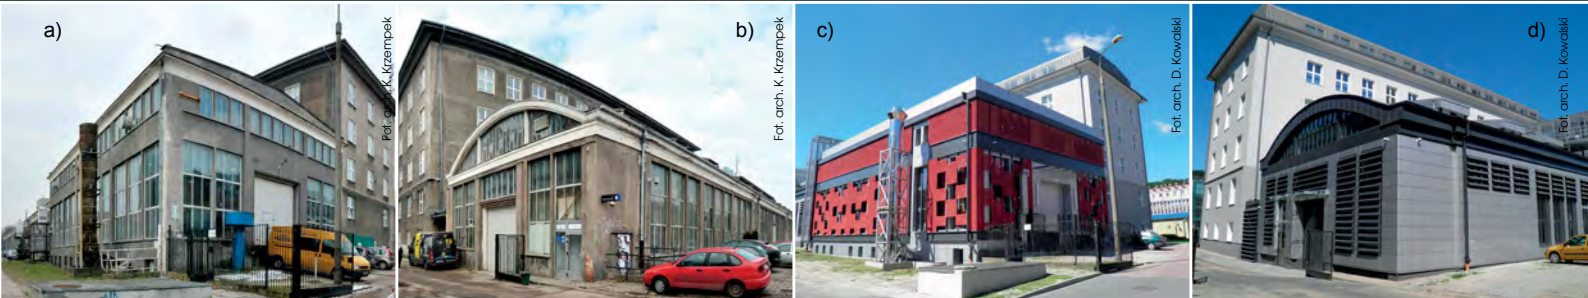 a)
Fot. arch. K. Krzempek
b)
Fot. arch. K. Krzempek
c)
Fot. arch. D. Kowalski
d)
Fot. arch. D. Kowalski